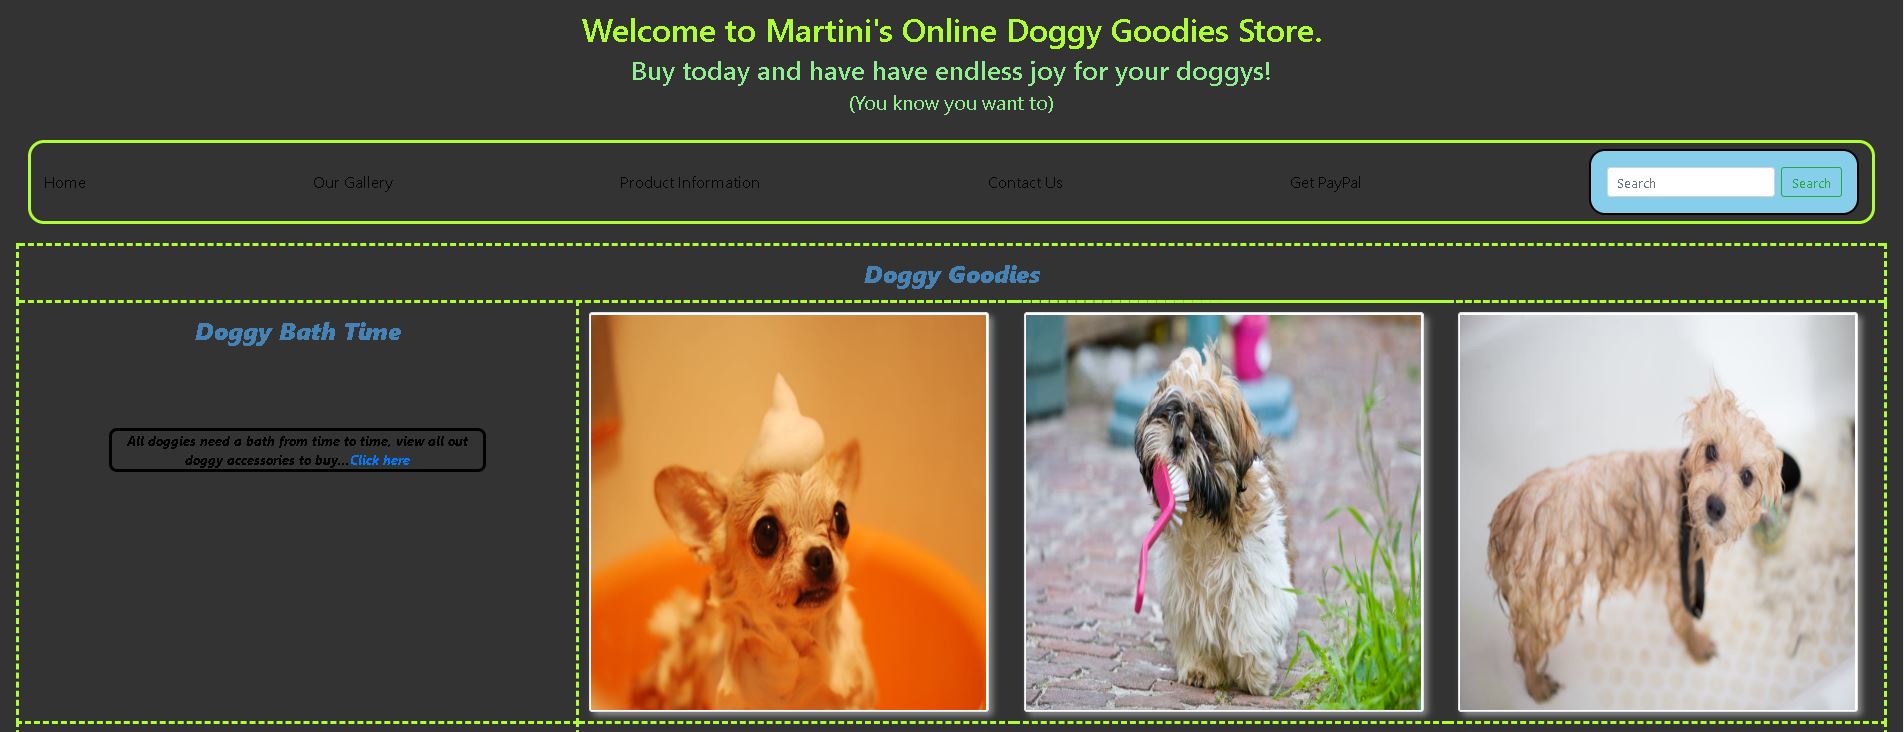 Welcome to Martini's Online Doggy Goodies Store.
Buy today and have have endless joy for your doggys!
(You know you want to)
Home Our Gallery Product Information Contact Us Get PayPal Search Search
Doggy Goodies
Doggy Bath Time
All doggies need a bath from time to time, view all out
doggy accessories to buy...Click here